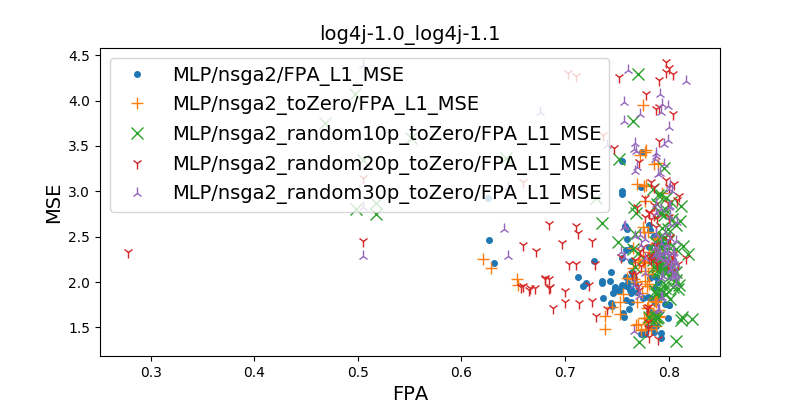 log4j-1.0_log4j-1.1
MLP/nsga2/FPA_L1_MSE
MLP/nsga2_toZero/FPA_L1_MSE
MLP/nsga2_random10p_toZero/FPA_L1_MSE
MLP/nsga2_random20p_toZero/FPA_L1_MSE
MLP/nsga2_random30p_toZero/FPA_L1_MSE
MSE
4.5
4.0
3.5
3.0
2.5
2.0
1.5
0.3
0.4
0.5
0.6
0.7
0.8
FPA